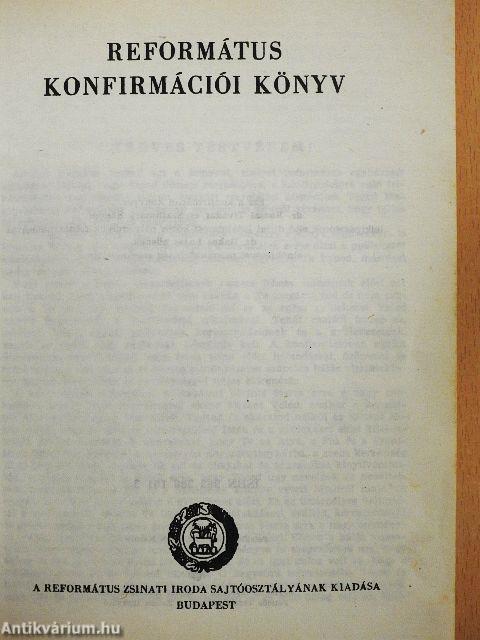 REFORMÁTUS
KONFIRMÁCIÓI KÖNYV
A REFORMÁTUS ZSINATI IRODA SAJTÓOSZTÁLYÁNAK KIADÁSA
BUDAPEST
Antikvárium.hu